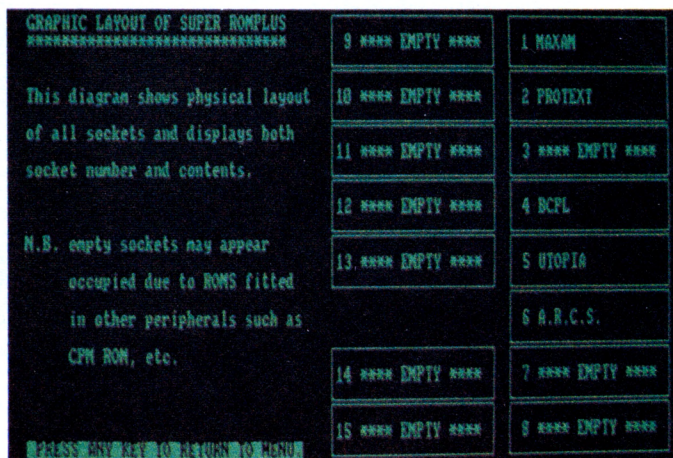 GRAPHIC LAYOUT OF SUPER ROMPLUS
******************************
This diagram shows physical layout
of all sockets and displays both
socket number and contents.
N.B. empty sockets may appear
occupied due to ROMS fitted
in other peripherals such as
CPM ROM, etc.
PRESS ANY KEY TO RETURN TO MENU
9 **** EMPTY ****
10 **** EMPTY ****
11 **** EMPTY ****
12 **** EMPTY ****
13 **** EMPTY ****
14 **** EMPTY ****
15 **** EMPTY ****
1 MAXAM
2 PROTEXT
3 **** EMPTY ****
4 BCPL
5 UTOPIA
6 A.R.C.S.
7 **** EMPTY ****
8 **** EMPTY ****